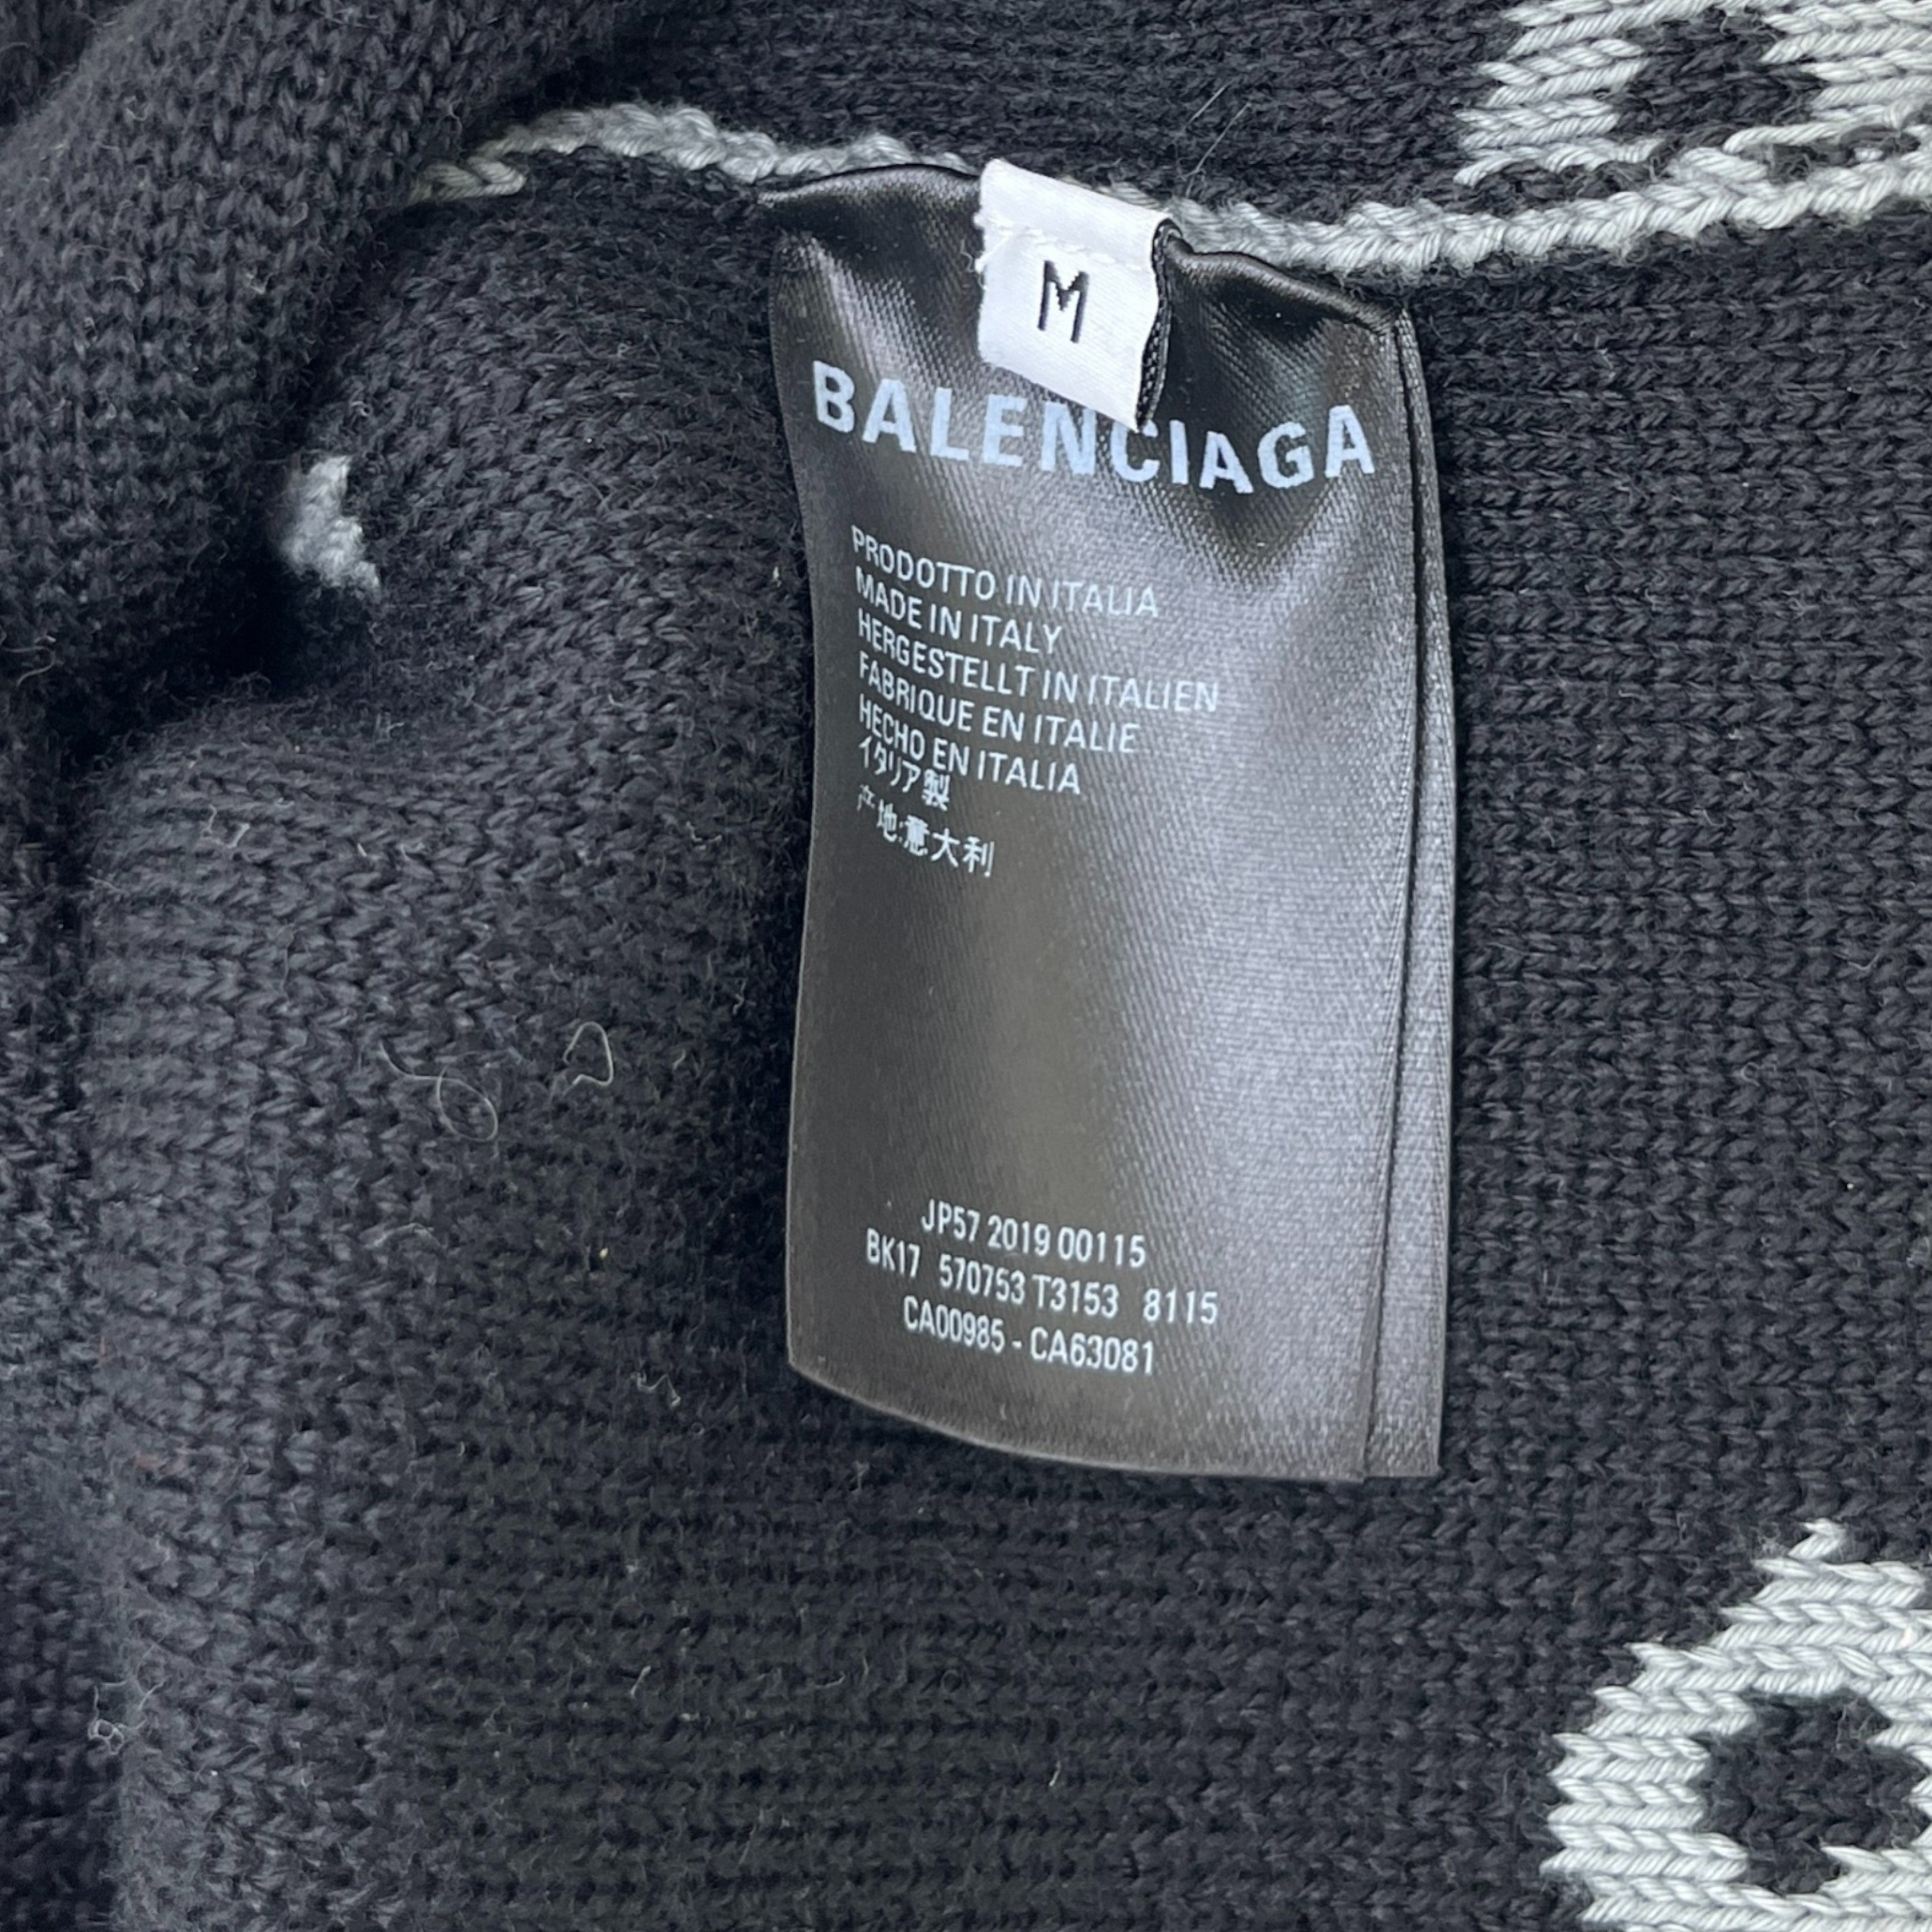 M
BALENCIAGA
PRODOTTO IN ITALIA
MADE IN ITALY
HERGESTELLT IN ITALIEN
FABRIQUE EN ITALIE
HECHO EN ITALIA
イタリア製
产地:意大利
JP57 2019 00115
BK17 570753 T3153 8115
CA00985 - CA63081